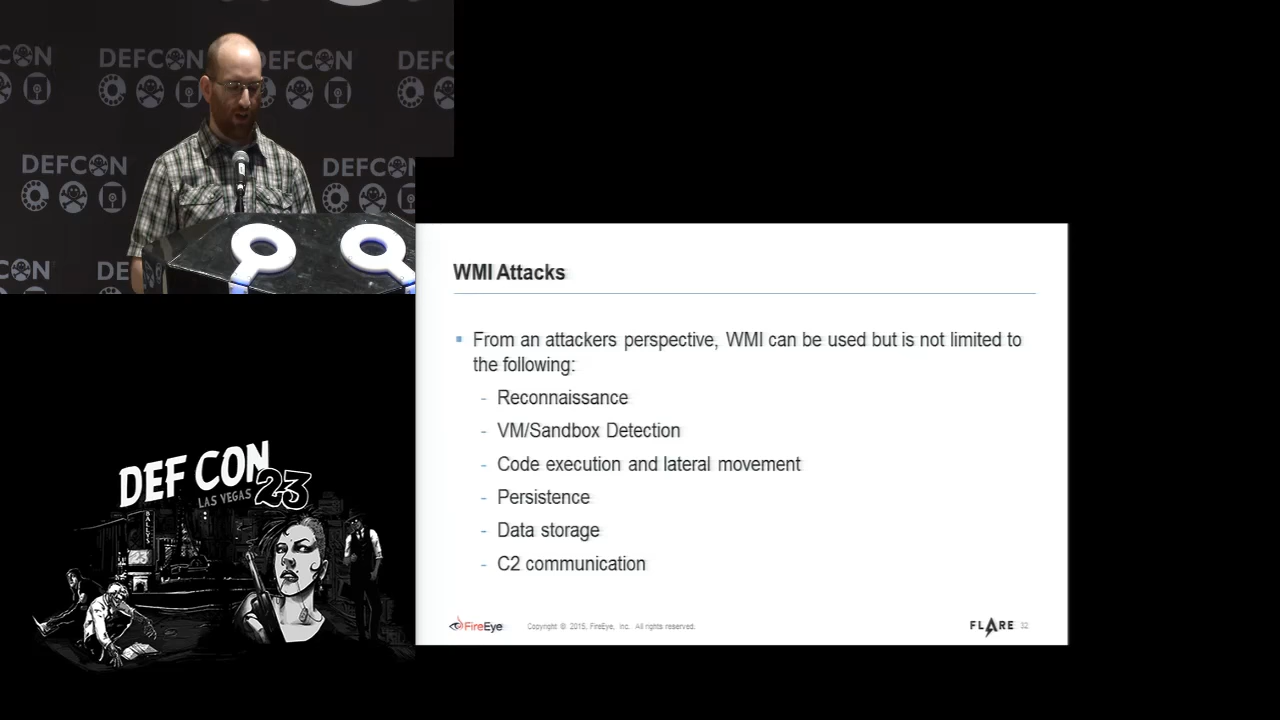 DEFCON
DEFCON
DEFCON
DEFCON
DEFCON
WMI Attacks
From an attackers perspective, WMI can be used but is not limited to
the following:
- Reconnaissance
- VM/Sandbox Detection
- Code execution and lateral movement
- Persistence
- Data storage
- C2 communication
FireEye
Copyright © 2015, FireEye, Inc. All rights reserved.
FLARE 32
DEF CON
LAS VEGAS 23
BALLYS